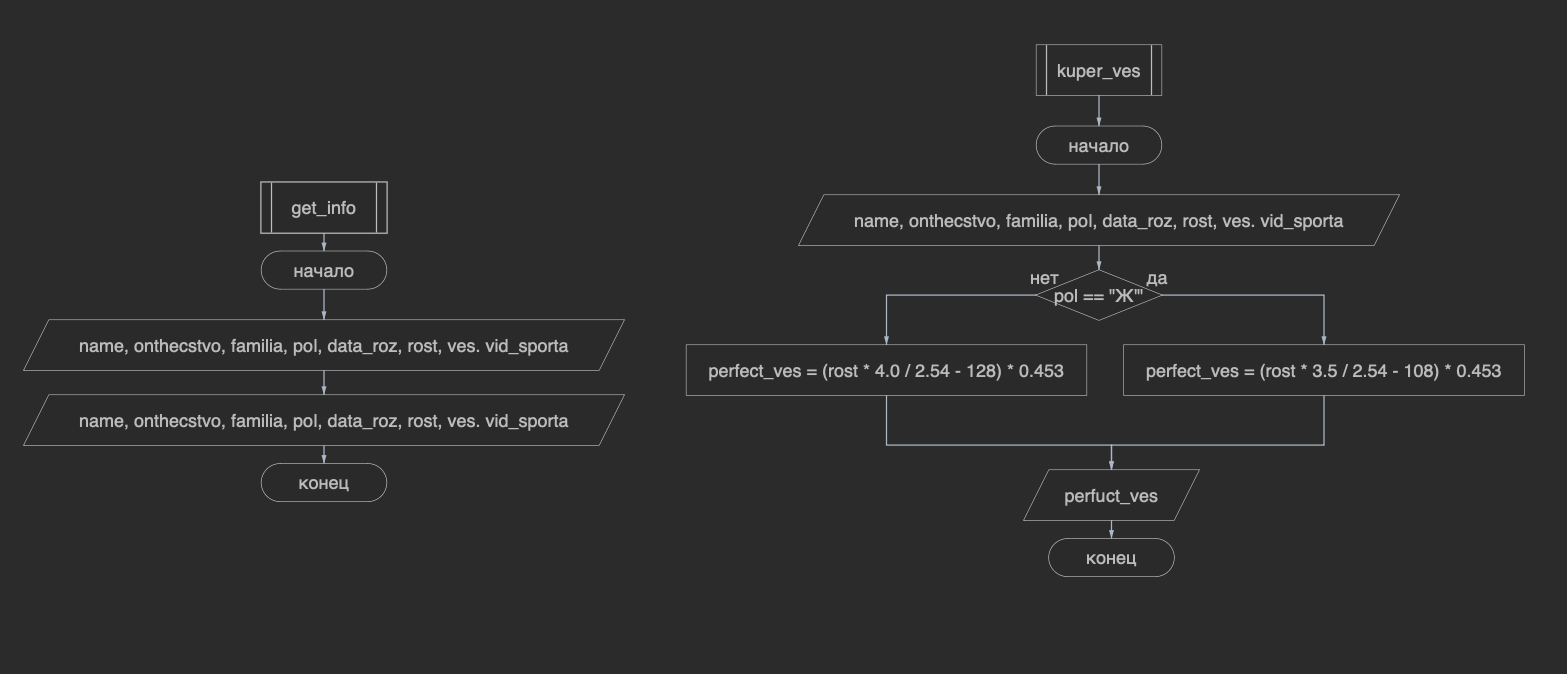 get_info
начало
name, onthecstvo, familia, pol, data_roz, rost, ves. vid_sporta
name, onthecstvo, familia, pol, data_roz, rost, ves. vid_sporta
конец
kuper_ves
начало
name, onthecstvo, familia, pol, data_roz, rost, ves. vid_sporta
нет
да
pol == "Ж'"
perfect_ves = (rost * 4.0 / 2.54 - 128) * 0.453
perfect_ves = (rost * 3.5 / 2.54 - 108) * 0.453
perfuct_ves
конец